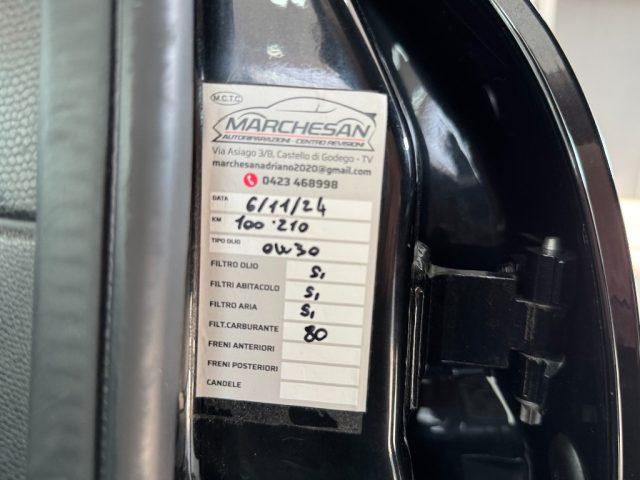 M.C.T.C.
MARCHESAN
AUTORIPARAZIONI - CENTRO REVISIONI
Via Asiago 3/B, Castello di Godego - TV
marchesanadriano2020@gmail.com
0423 468998
DATA 6/11/24
KM 100.210
TIPO OLIO 0W30
FILTRO OLIO Si
FILTRI ABITACOLO Si
FILTRO ARIA Si
FILT.CARBURANTE 80
FRENI ANTERIORI
FRENI POSTERIORI
CANDELE